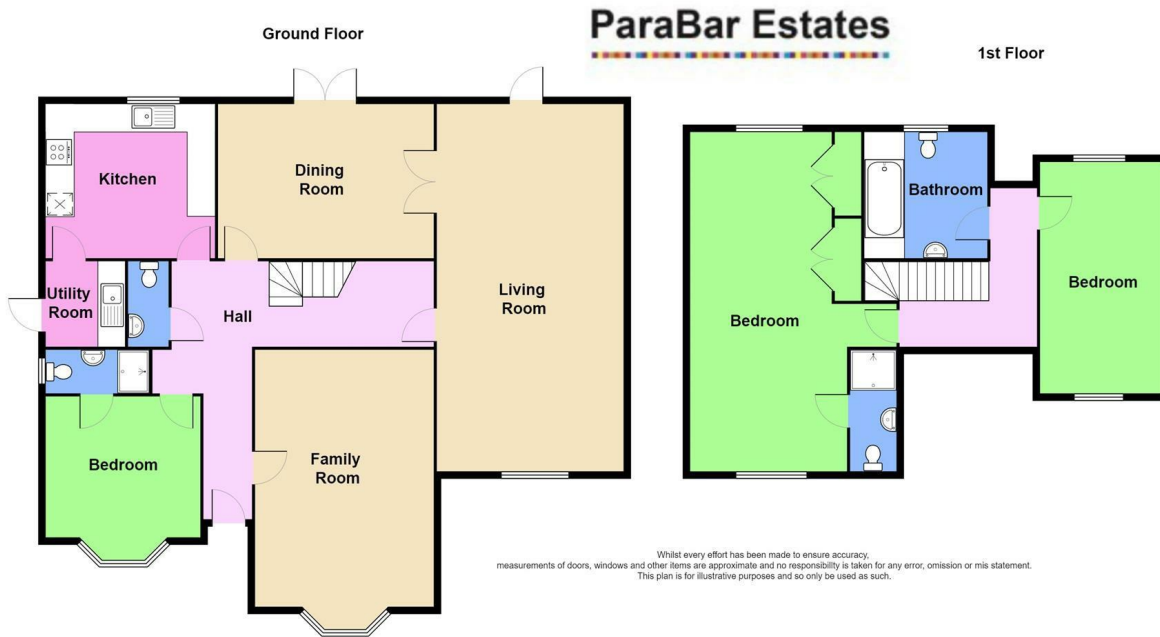 ParaBar Estates
Ground Floor
1st Floor
Kitchen
Dining
Room
Utility
Room
Hall
Living
Room
Bedroom
Family
Room
Bathroom
Bedroom
Bedroom
Whilst every effort has been made to ensure accuracy,
measurements of doors, windows and other items are approximate and no responsibility is taken for any error, omission or mis statement.
This plan is for illustrative purposes and so only be used as such.